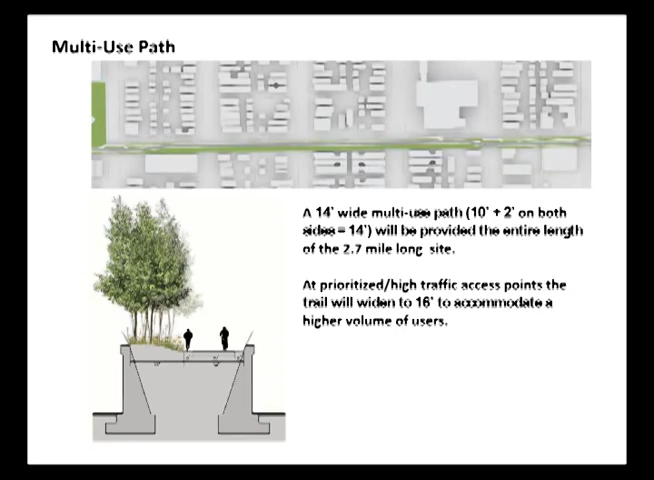 Multi-Use Path
A 14' wide multi-use path (10' + 2' on both
sides = 14') will be provided the entire length
of the 2.7 mile long site.
At prioritized/high traffic access points the
trail will widen to 16' to accommodate a
higher volume of users.